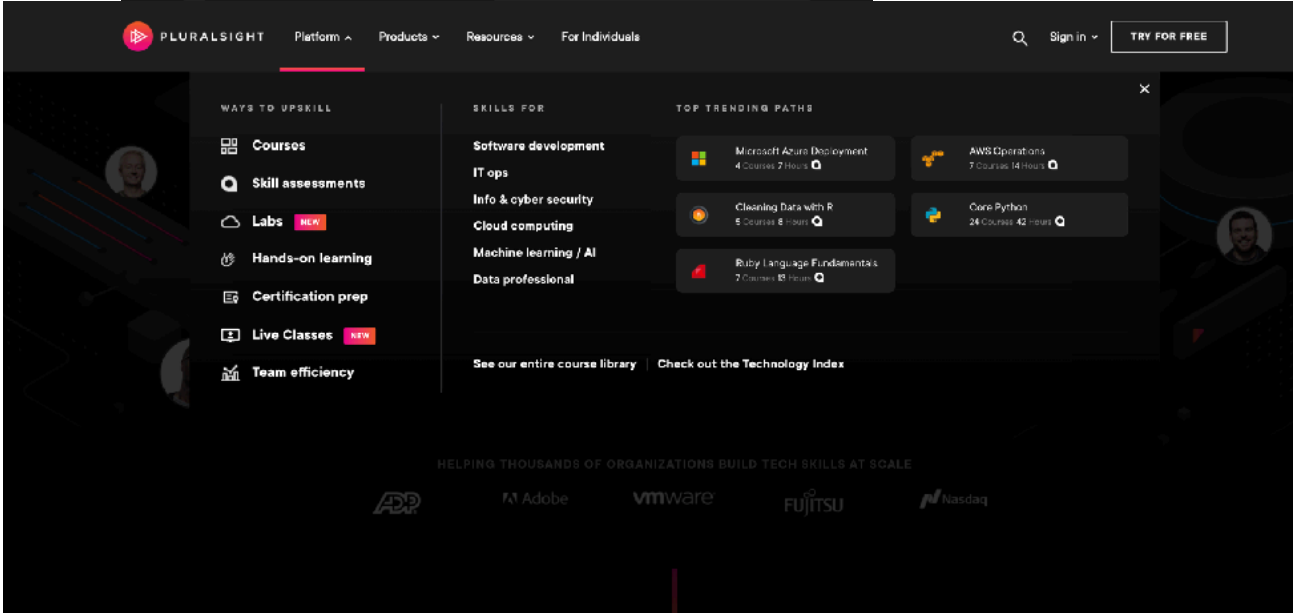 PLURALSIGHT Platform Products Resources For Individuals Sign in TRY FOR FREE
WAYS TO UPSKILL
Courses
Skill assessments
Labs NEW
Hands-on learning
Certification prep
Live Classes NEW
Team efficiency
SKILLS FOR
Software development
IT ops
Info & cyber security
Cloud computing
Machine learning / AI
Data professional
TOP TRENDING PATHS
Microsoft Azure Deployment
4 Courses 7 Hours
AWS Operations
7 Courses 14 Hours
Cleaning Data with R
5 Courses 8 Hours
Core Python
24 Courses 42 Hours
Ruby Language Fundamentals
7 Courses 13 Hours
See our entire course library
Check out the Technology Index
HELPING THOUSANDS OF ORGANIZATIONS BUILD TECH SKILLS AT SCALE
ADP Adobe vmware FUJITSU Nasdaq